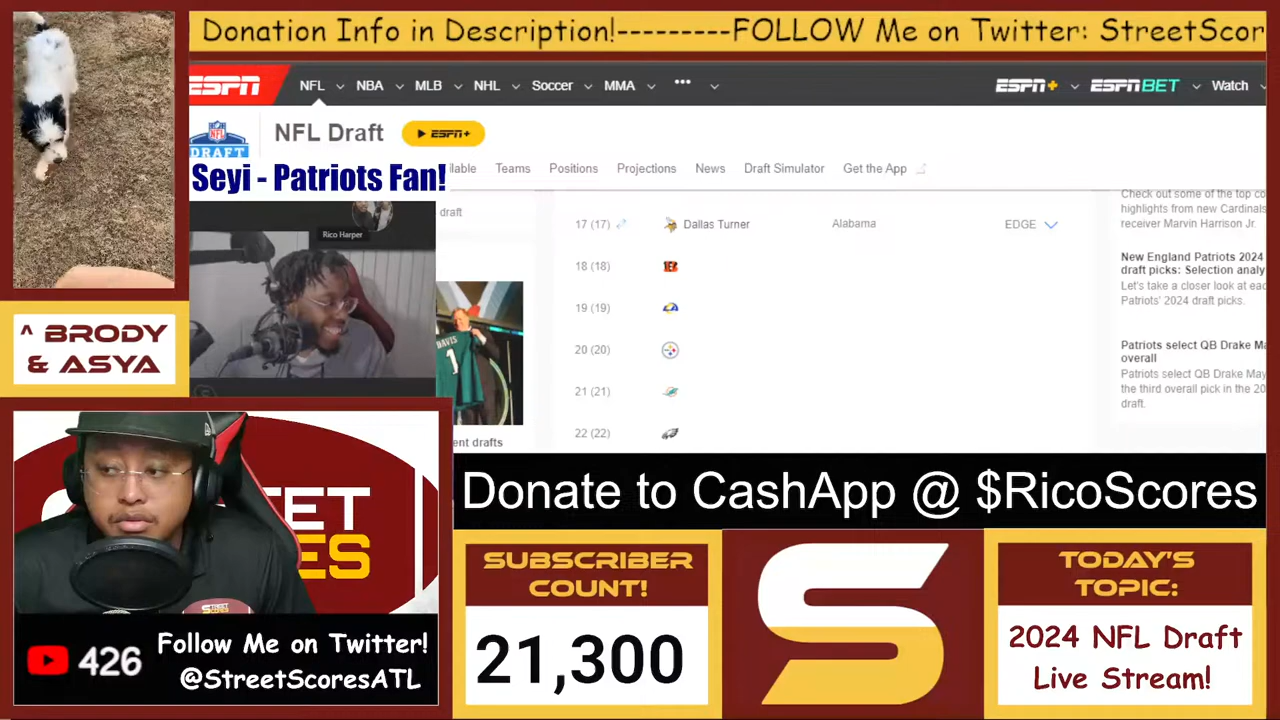 Donation Info in Description!---------FOLLOW Me on Twitter: StreetScor
ESPN NFL NBA MLB NHL Soccer MMA ••• ESPN+ ESPN BET Watch
NFL
DRAFT
NFL Draft
ESPN+
ilable Teams Positions Projections News Draft Simulator Get the App
Seyi - Patriots Fan!
draft
Rico Harper
17 (17) Dallas Turner Alabama EDGE
18 (18)
19 (19)
20 (20)
21 (21)
22 (22)
Check out some of the top co
highlights from new Cardinals
receiver Marvin Harrison Jr.
New England Patriots 2024
draft picks: Selection analy
Let's take a closer look at eac
Patriots' 2024 draft picks.
Patriots select QB Drake Ma
overall
Patriots select QB Drake May
the third overall pick in the 20
draft.
DAVIS
1
ent drafts
^ BRODY
& ASYA
Donate to CashApp @ $RicoScores
SUBSCRIBER
COUNT!
21,300
S
TODAY'S
TOPIC:
2024 NFL Draft
Live Stream!
426
Follow Me on Twitter!
@StreetScoresATL